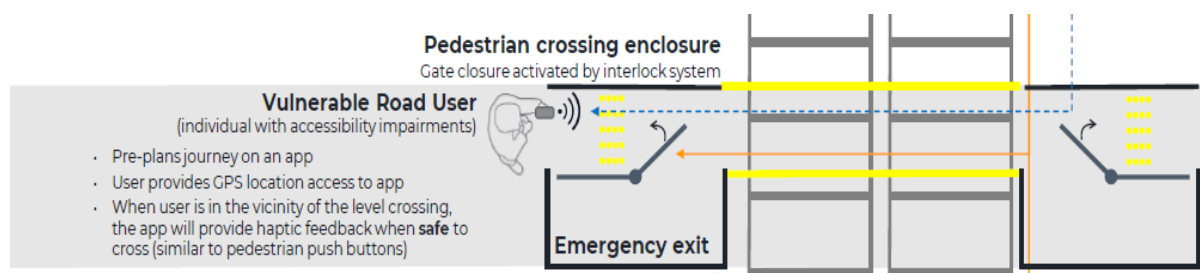 Pedestrian crossing enclosure
Gate closure activated by interlock system
Vulnerable Road User
(individual with accessibility impairments)
· Pre-plans journey on an app
· User provides GPS location access to app
· When user is in the vicinity of the level crossing,
the app will provide haptic feedback when safe to
cross (similar to pedestrian push buttons)
Emergency exit